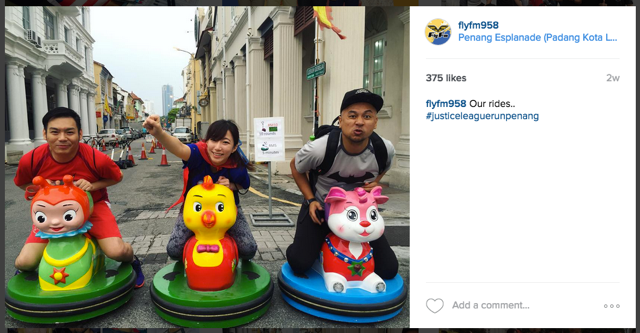 flyfm958
Penang Esplanade (Padang Kota L...
375 likes
2w
flyfm958 Our rides..
#justiceleaguerunpenang
Add a comment...